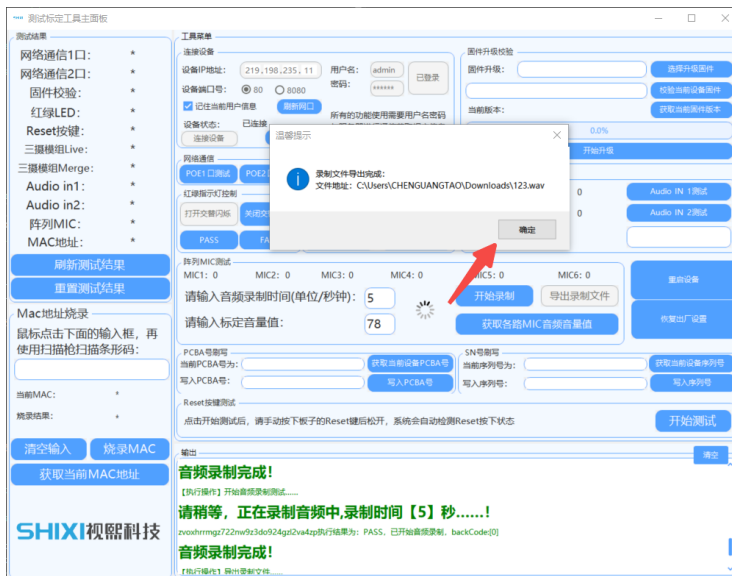 SHIXI 测试标定工具主面板
测试结果
网络通信1口： *
网络通信2口： *
固件校验： *
红绿LED： *
Reset按键： *
三摄模组Live： *
三摄模组Merge： *
Audio in1： *
Audio in2： *
阵列MIC： *
MAC地址： *
刷新测试结果
重置测试结果
Mac地址烧录
鼠标点击下面的输入框，再
使用扫描枪扫描条形码：
当前MAC： *
烧录结果： *
清空输入 烧录MAC
获取当前MAC地址
SHIXI视熙科技
工具菜单
连接设备
设备IP地址： 219.198.235.11 用户名： admin
设备端口号： 80 8080 密码： ****** 已登录
记住当前用户信息 刷新网口
所有的功能使用需要用户名密码
设备状态： 已连接
连接设备
固件升级校验
固件升级： 选择升级固件
校验当前设备固件
当前版本： 获取当前固件版本
0.0%
开始升级
网络通信
POE1口测试 POE2
红绿指示灯控制
打开交替闪烁 关闭交
PASS FA
0 Audio IN 1测试
0 Audio IN 2测试
温馨提示
录制文件导出完成：
文件地址：C:\Users\CHENGUANGTAO\Downloads\123.wav
确定
阵列MIC测试
MIC1: 0 MIC2: 0 MIC3: 0 MIC4: 0 MIC5: 0 MIC6: 0
请输入音频录制时间(单位/秒钟)： 5 开始录制 导出录制文件
请输入标定音量值： 78 获取各路MIC音频音量值
重启设备
恢复出厂设置
PCBA号刷写
当前PCBA号为： 获取当前设备PCBA号
写入PCBA号： 写入PCBA号
SN号刷写
当前序列号为： 获取当前设备序列号
写入序列号： 写入序列号
Reset按键测试
点击开始测试后，请手动按下板子的Reset键后松开，系统会自动检测Reset按下状态 开始测试
输出
清空
音频录制完成！
【执行操作】开始音频录制测试......
请稍等，正在录制音频中,录制时间【5】秒......！
zvoxhrrmgz722nw9z3do924gzl2va4zp执行结果为：PASS，已开始音频录制，backCode:[0]
音频录制完成！
【执行操作】导出录制文件......